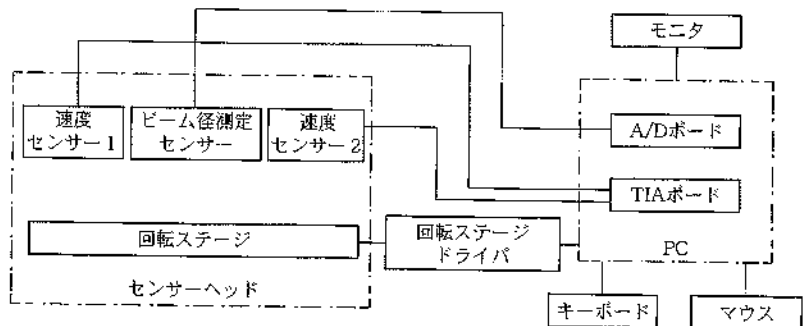 モニタ
速度
センサー1
ビーム径測定
センサー
速度
センサー2
A/Dボード
TIAボード
回転ステージ
回転ステージ
ドライバ
PC
センサーヘッド
キーボード
マウス